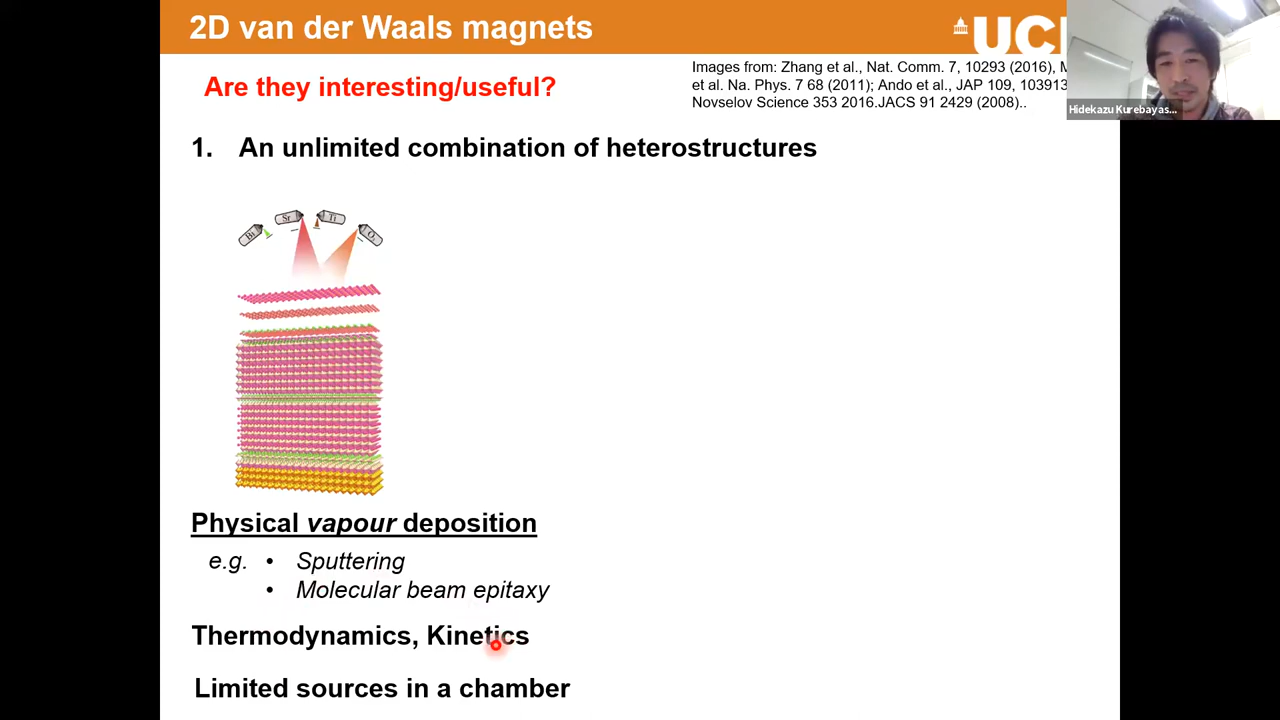 2D van der Waals magnets
UCL
Are they interesting/useful?
Images from: Zhang et al., Nat. Comm. 7, 10293 (2016),
et al. Na. Phys. 7 68 (2011); Ando et al., JAP 109, 103913
Novselov Science 353 2016.JACS 91 2429 (2008)..
Hidekazu Kurebayas...
1. An unlimited combination of heterostructures
Sr
Ti
Physical vapour deposition
e.g. • Sputtering
• Molecular beam epitaxy
Thermodynamics, Kinetics
Limited sources in a chamber